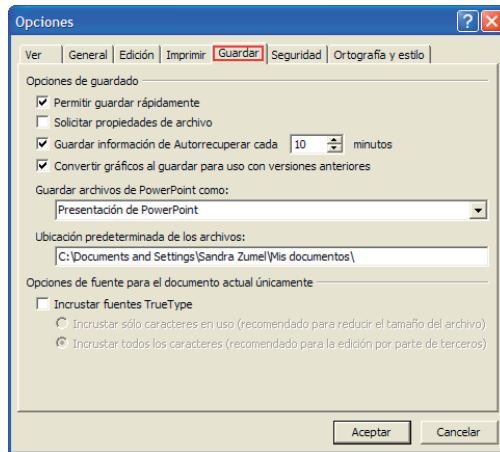 Opciones
Ver General Edición Imprimir Guardar Seguridad Ortografía y estilo
Opciones de guardado
Permitir guardar rápidamente
Solicitar propiedades de archivo
Guardar información de Autorrecuperar cada 10 minutos
Convertir gráficos al guardar para uso con versiones anteriores
Guardar archivos de PowerPoint como:
Presentación de PowerPoint
Ubicación predeterminada de los archivos:
C:\Documents and Settings\Sandra Zumel\Mis documentos\
Opciones de fuente para el documento actual únicamente
Incrustar fuentes TrueType
Incrustar sólo caracteres en uso (recomendado para reducir el tamaño del archivo)
Incrustar todos los caracteres (recomendado para la edición por parte de terceros)
Aceptar Cancelar